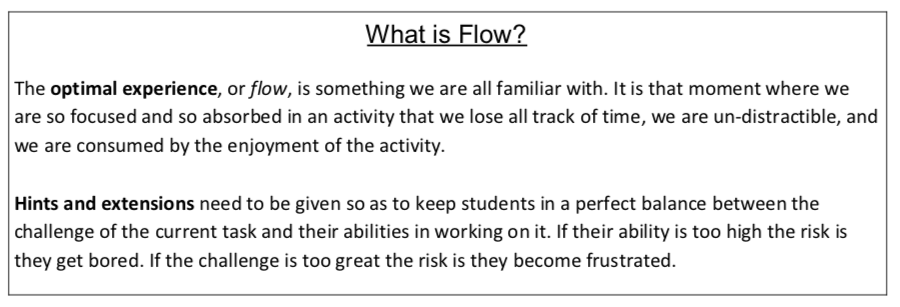 What is Flow?
The optimal experience, or flow, is something we are all familiar with. It is that moment where we
are so focused and so absorbed in an activity that we lose all track of time, we are un-distractible, and
we are consumed by the enjoyment of the activity.
Hints and extensions need to be given so as to keep students in a perfect balance between the
challenge of the current task and their abilities in working on it. If their ability is too high the risk is
they get bored. If the challenge is too great the risk is they become frustrated.